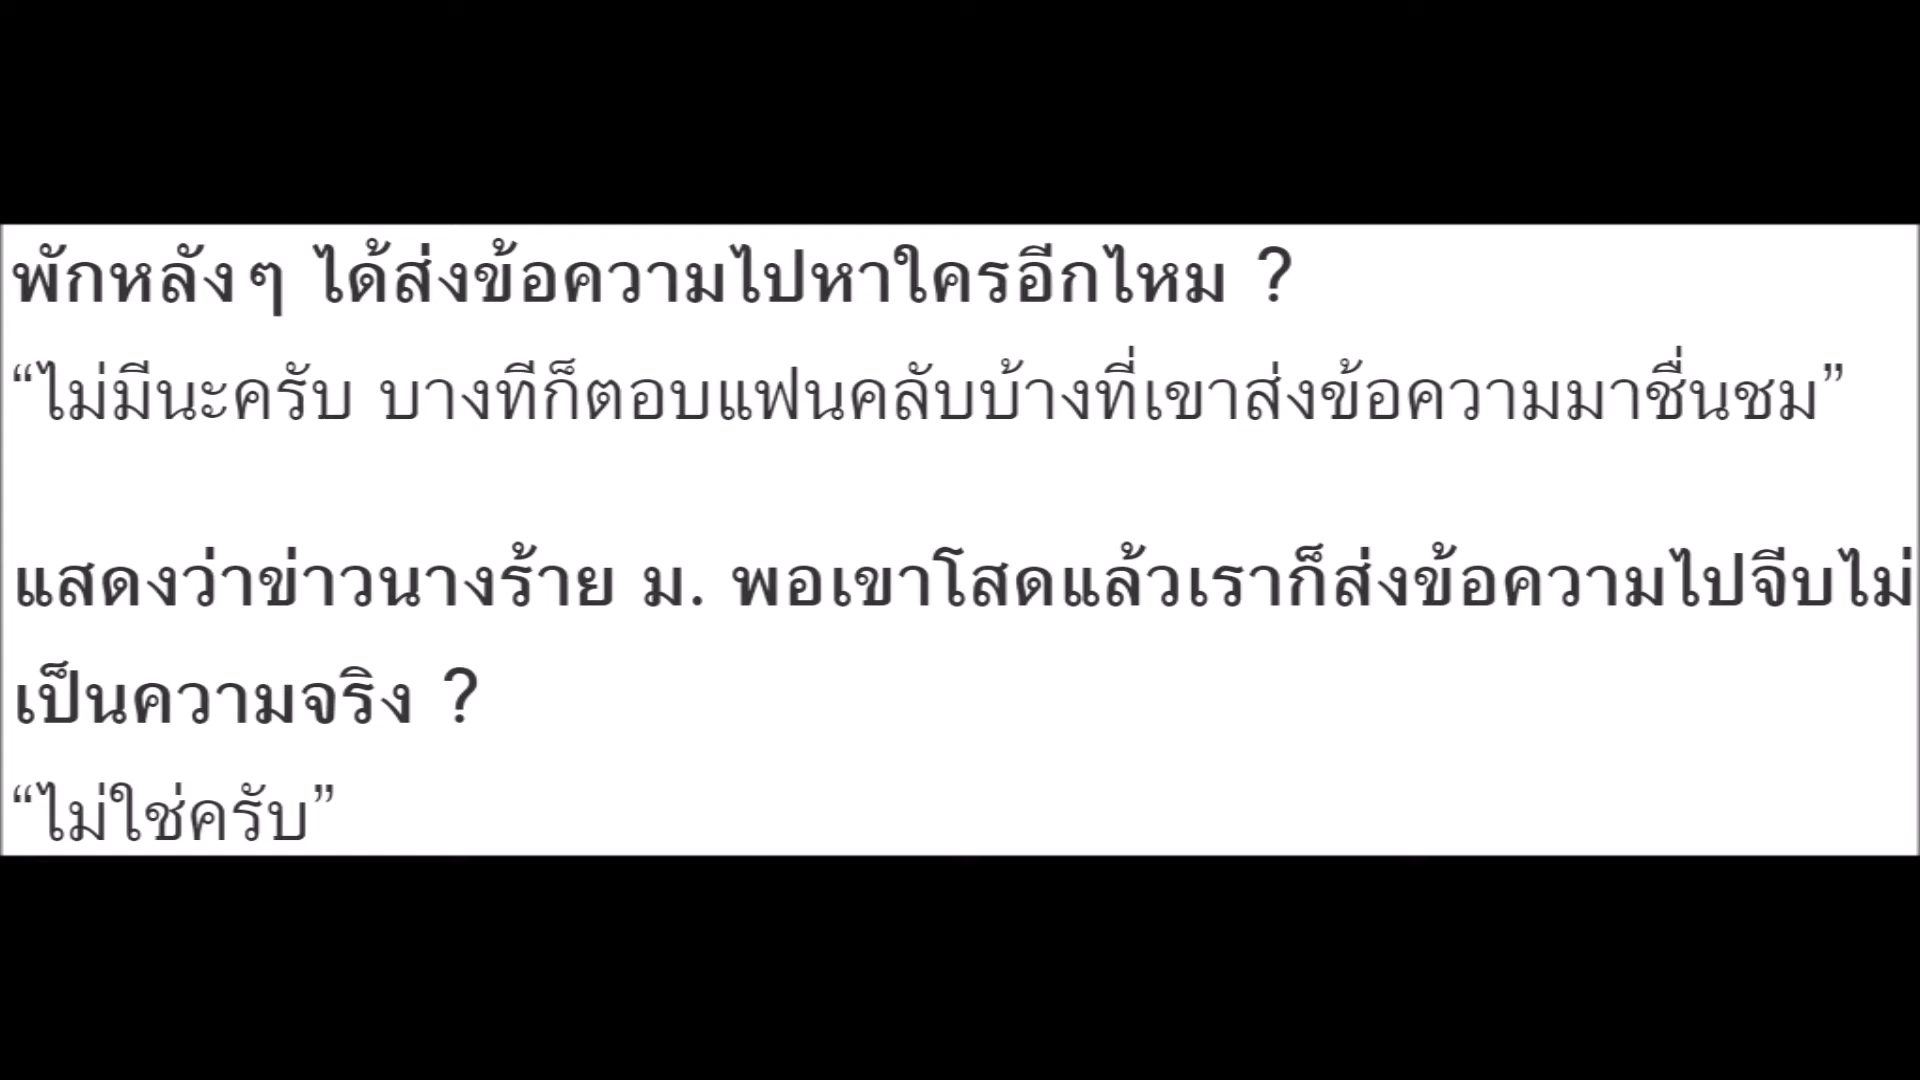 พักหลังๆ ได้ส่งข้อความไปหาใครอีกไหม ?
“ไม่มีนะครับ บางทีก็ตอบแฟนคลับบ้างที่เขาส่งข้อความมาชื่นชม”
แสดงว่าข่าวนางร้าย ม. พอเขาโสดแล้วเราก็ส่งข้อความไปจีบไม่
เป็นความจริง ?
“ไม่ใช่ครับ”